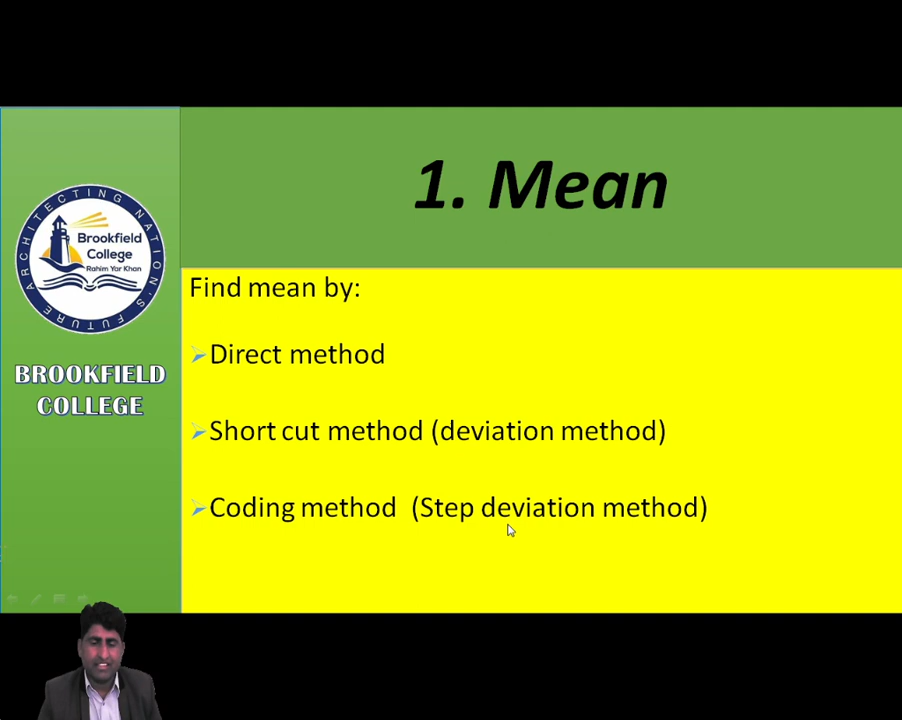 1. Mean
ARCHITECTING NATION'S FUTURE
Brookfield
College
Rahim Yar Khan
BROOKFIELD
COLLEGE
Find mean by:
Direct method
Short cut method (deviation method)
Coding method (Step deviation method)